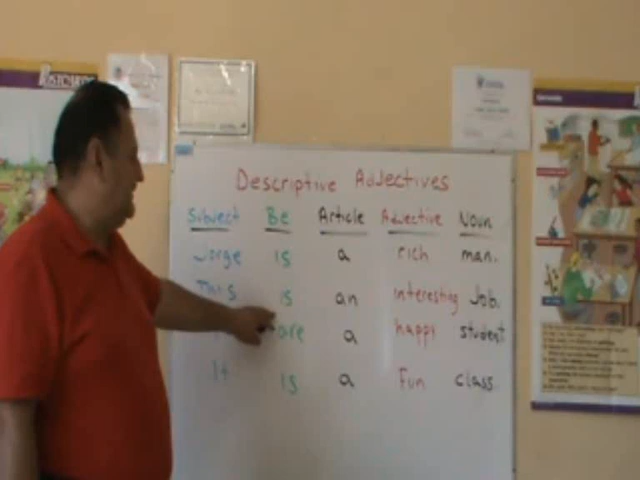 POSTCARDS
Descriptive Adjectives
Subject Be Article Adjective Noun
Jorge is a rich man.
This is an interesting Job.
are a happy student
It is a fun class.